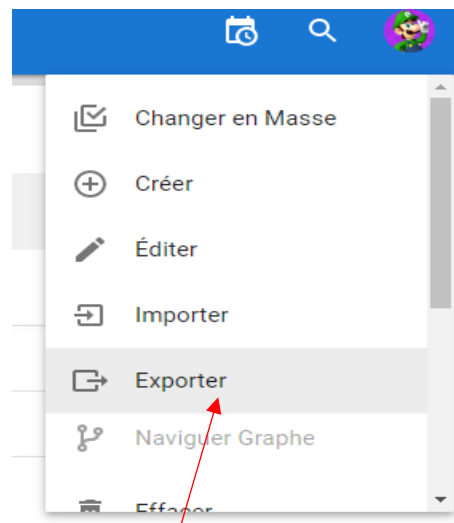 Changer en Masse
Créer
Éditer
Importer
Exporter
Naviguer Graphe
Effacer